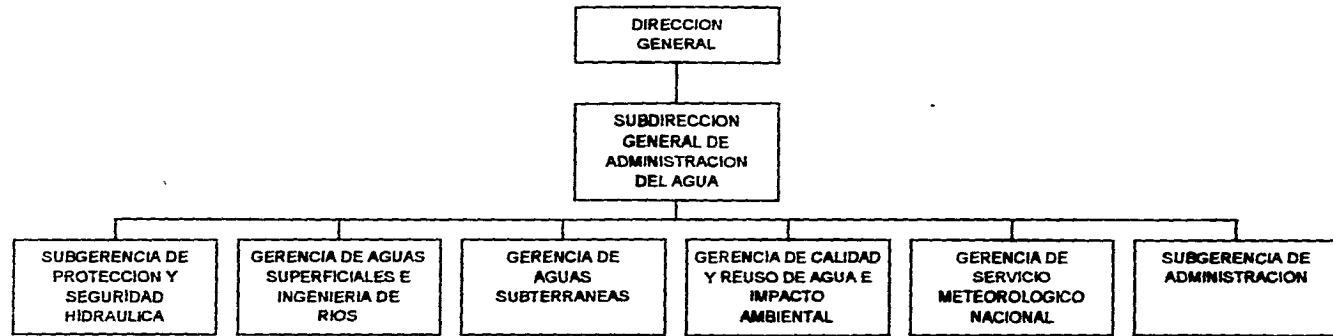 DIRECCION
GENERAL
SUBDIRECCION
GENERAL DE
ADMINISTRACION
DEL AGUA
SUBGERENCIA DE
PROTECCION Y
SEGURIDAD
HIDRAULICA
GERENCIA DE AGUAS
SUPERFICIALES E
INGENIERIA DE
RIOS
GERENCIA DE
AGUAS
SUBTERRANEAS
GERENCIA DE CALIDAD
Y REUSO DE AGUA E
IMPACTO
AMBIENTAL
GERENCIA DE
SERVICIO
METEOROLOGICO
NACIONAL
SUBGERENCIA DE
ADMINISTRACION